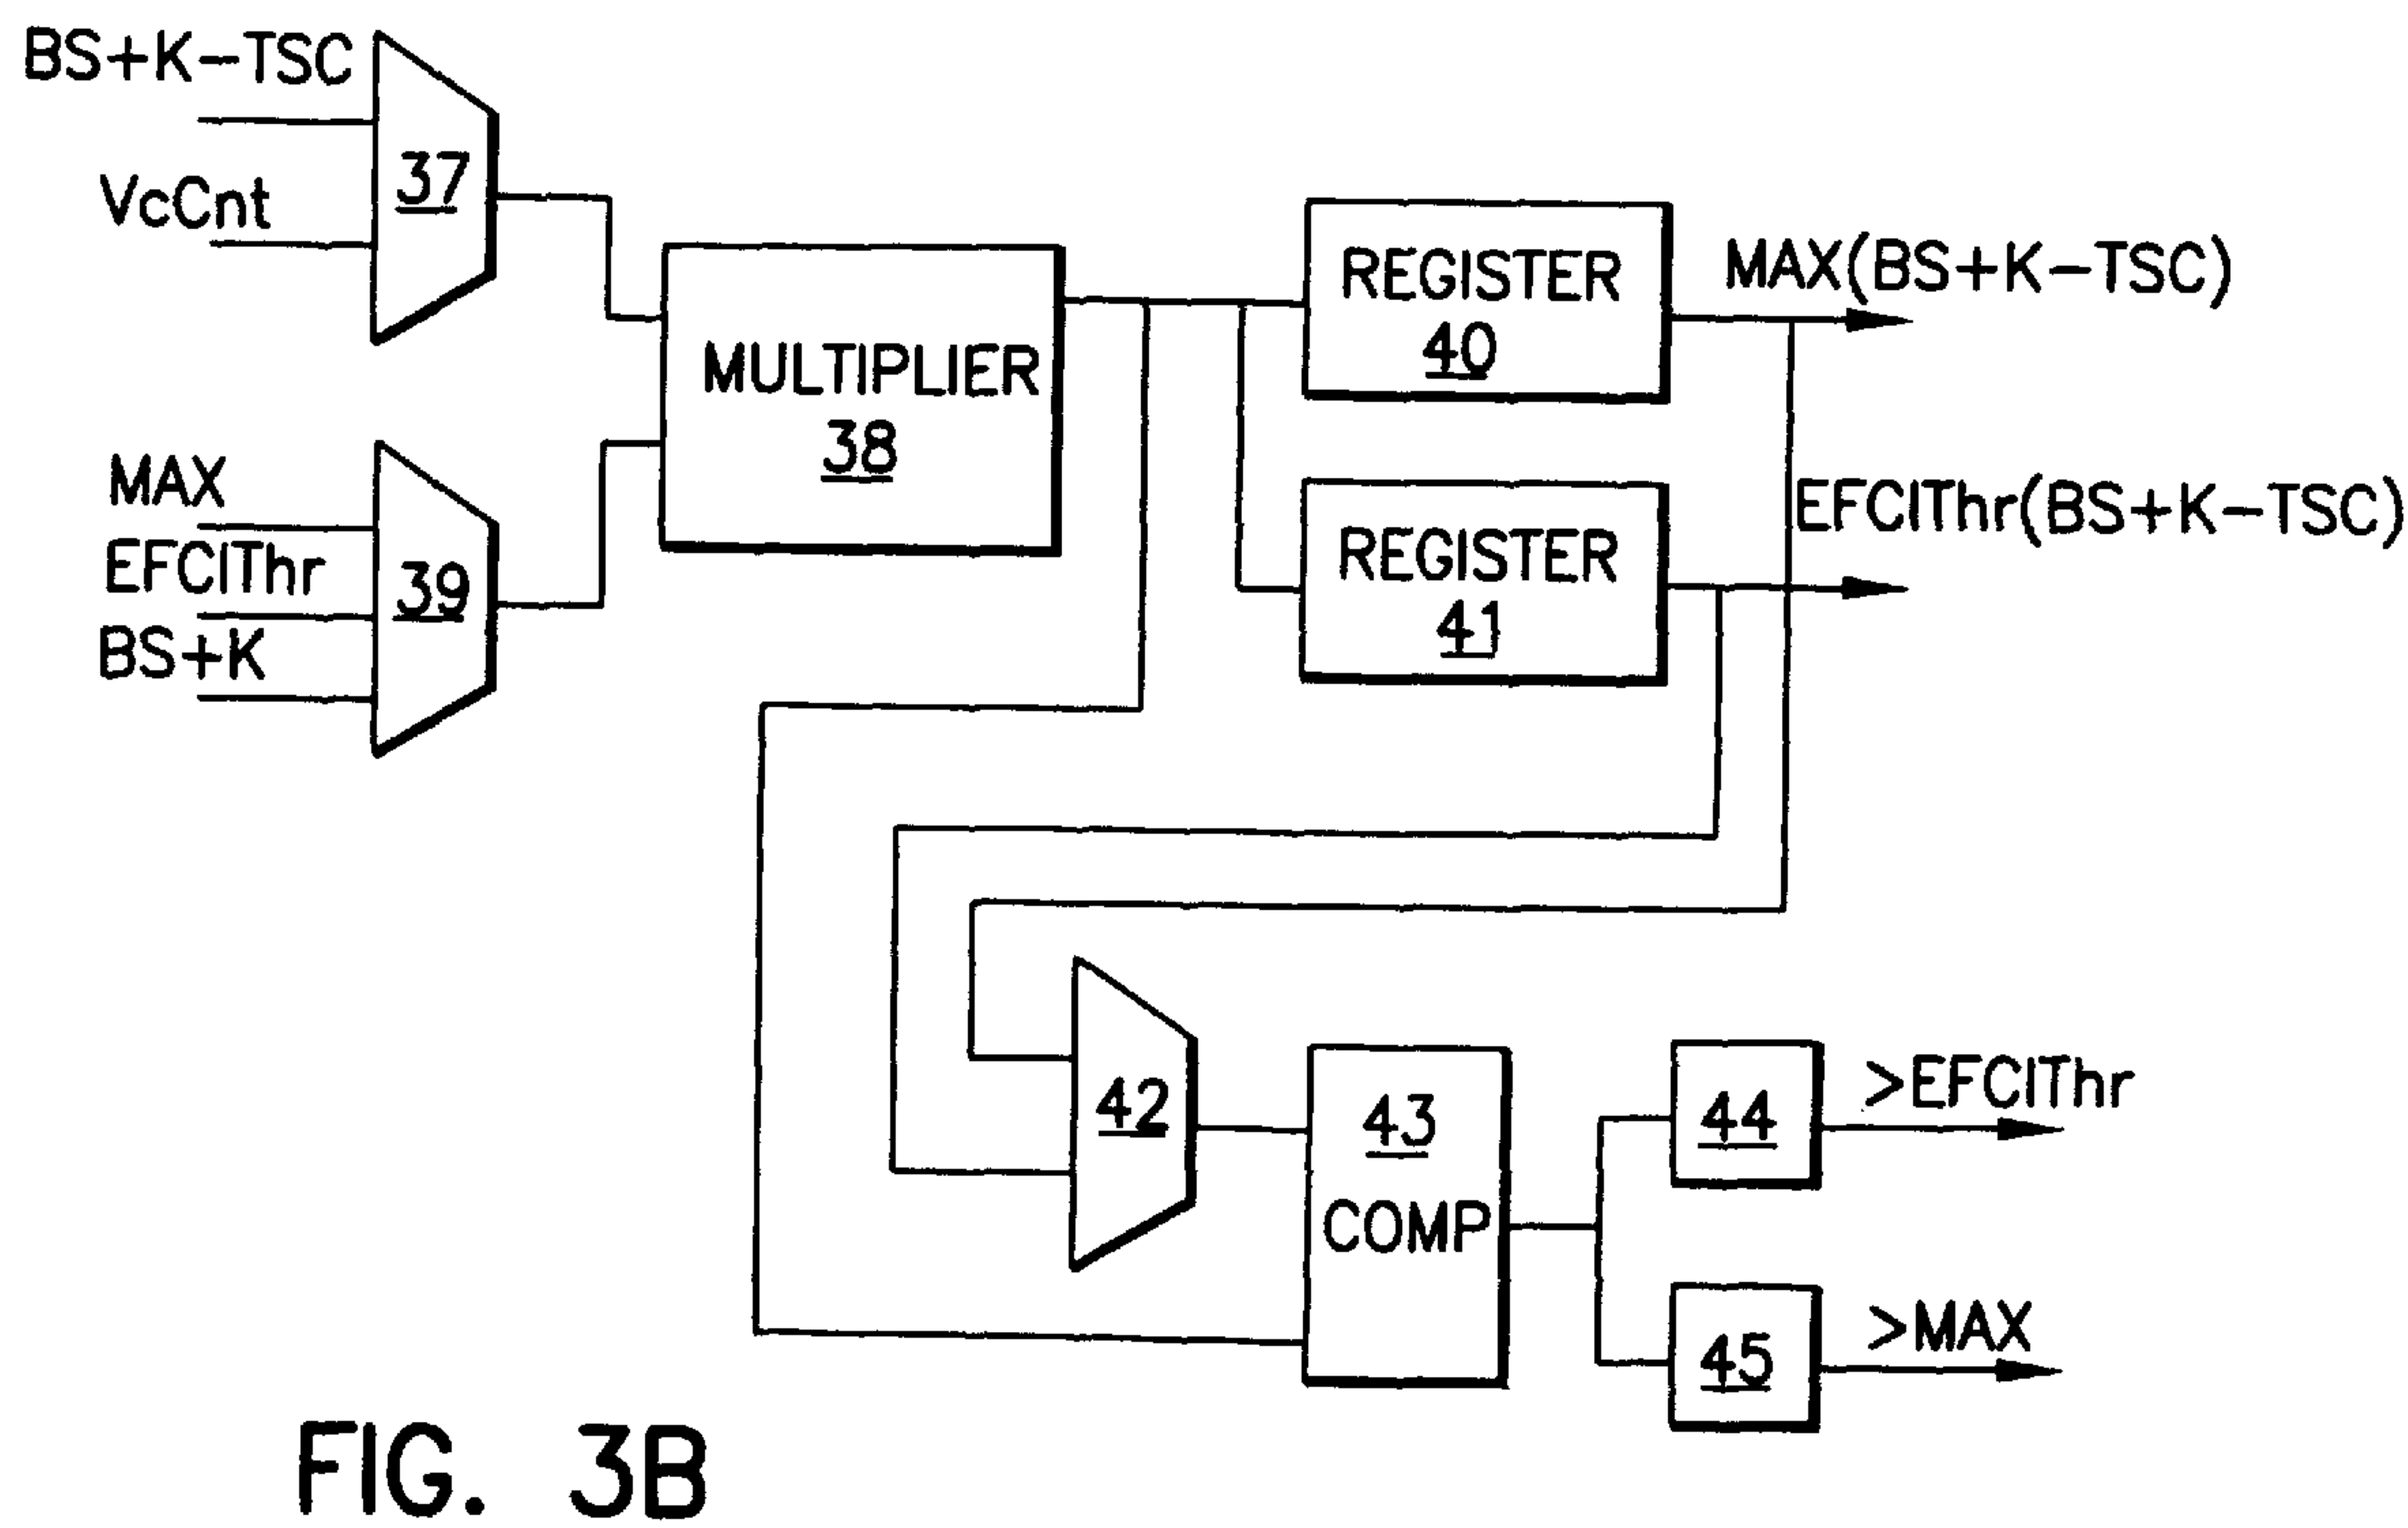 BS+K-TSC
37
VcCnt
MULTIPLIER
38
REGISTER
40
MAX(BS+K-TSC)
MAX
EFCIThr
39
BS+K
REGISTER
41
EFCIThr(BS+K-TSC)
42
43
COMP
44
>EFCIThr
45
>MAX
FIG. 3B